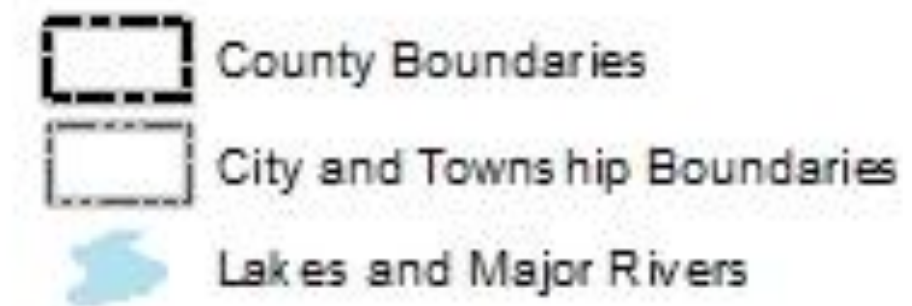 County Boundaries
City and Township Boundaries
Lakes and Major Rivers